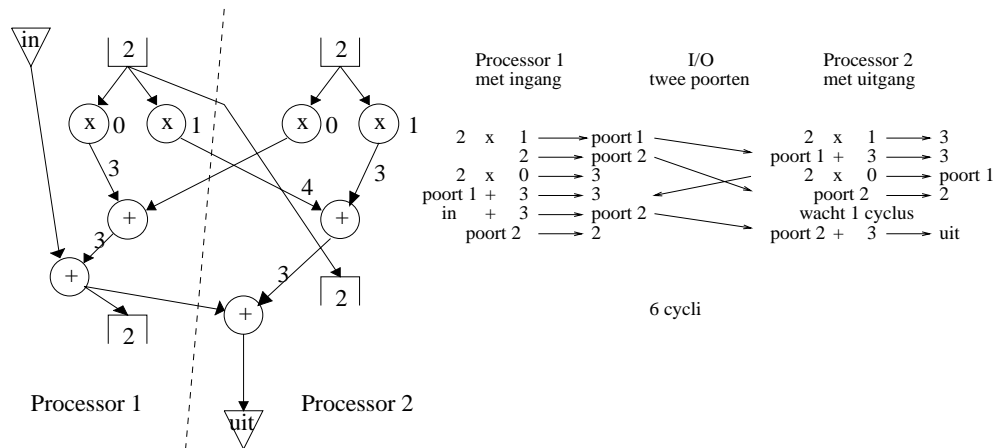 in
2
2
x 0 x 1 x 0 x 1
3 4 3
+ +
3
+ 3 2
2 +
Processor 1 Processor 2
uit
Processor 1 I/O Processor 2
met ingang twee poorten met uitgang
2 x 1 poort 1 2 x 1 3
2 poort 2 poort 1 + 3 3
2 x 0 3 2 x 0 poort 1
poort 1 + 3 3 poort 2 2
in + 3 poort 2 wacht 1 cyclus
poort 2 2 poort 2 + 3 uit
6 cycli